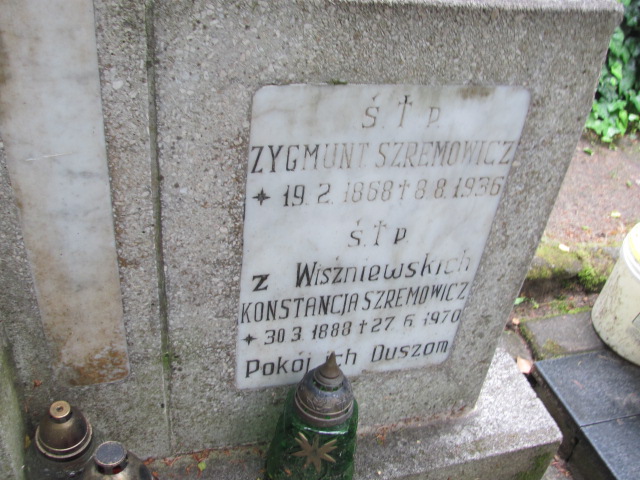 Ś. † P.
ZYGMUNT SZREMOWICZ
* 19.2.1868 † 8.8.1936
Ś. † P.
z Wiśzniewskich
KONSTANCJA SZREMOWICZ
* 30.3.1888 † 27.6.1970
Pokój Ich Duszom